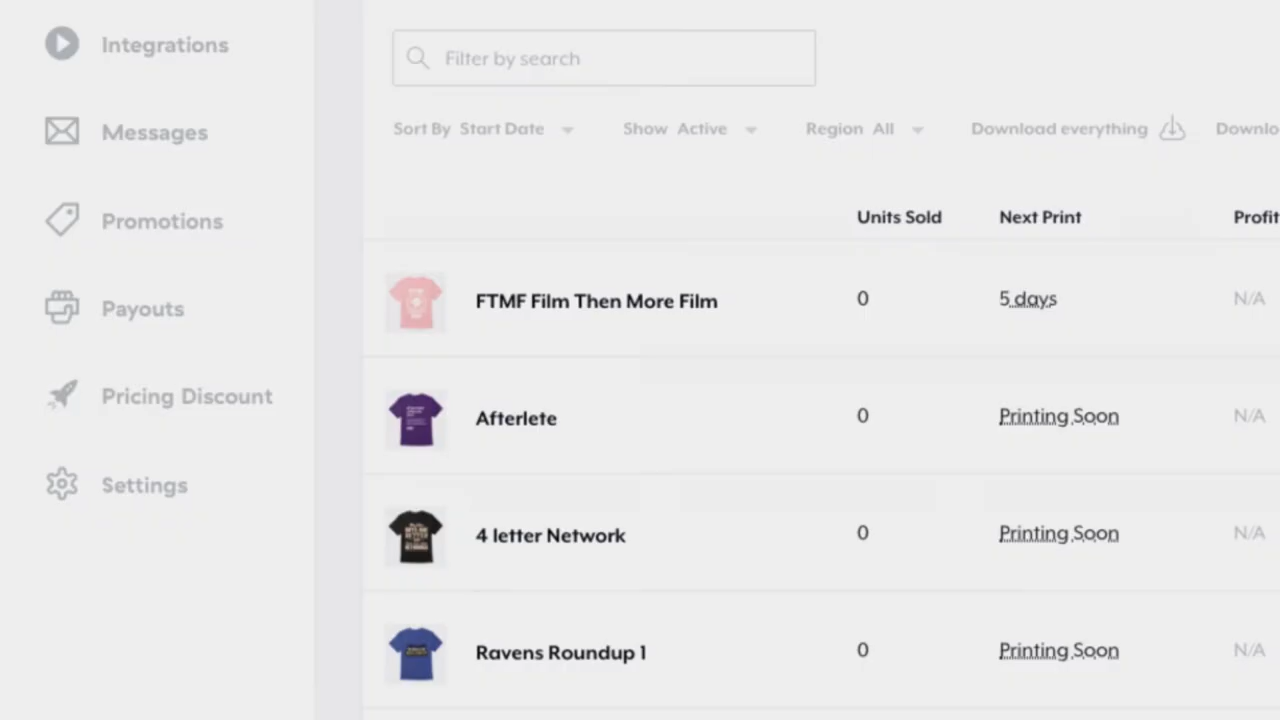 Integrations
Messages
Promotions
Payouts
Pricing Discount
Settings
Filter by search
Sort By Start Date Show Active Region All Download everything Downlo
Units Sold Next Print Profit
FTMF Film Then More Film 0 5 days N/A
Afterlete 0 Printing Soon N/A
4 letter Network 0 Printing Soon N/A
Ravens Roundup 1 0 Printing Soon N/A